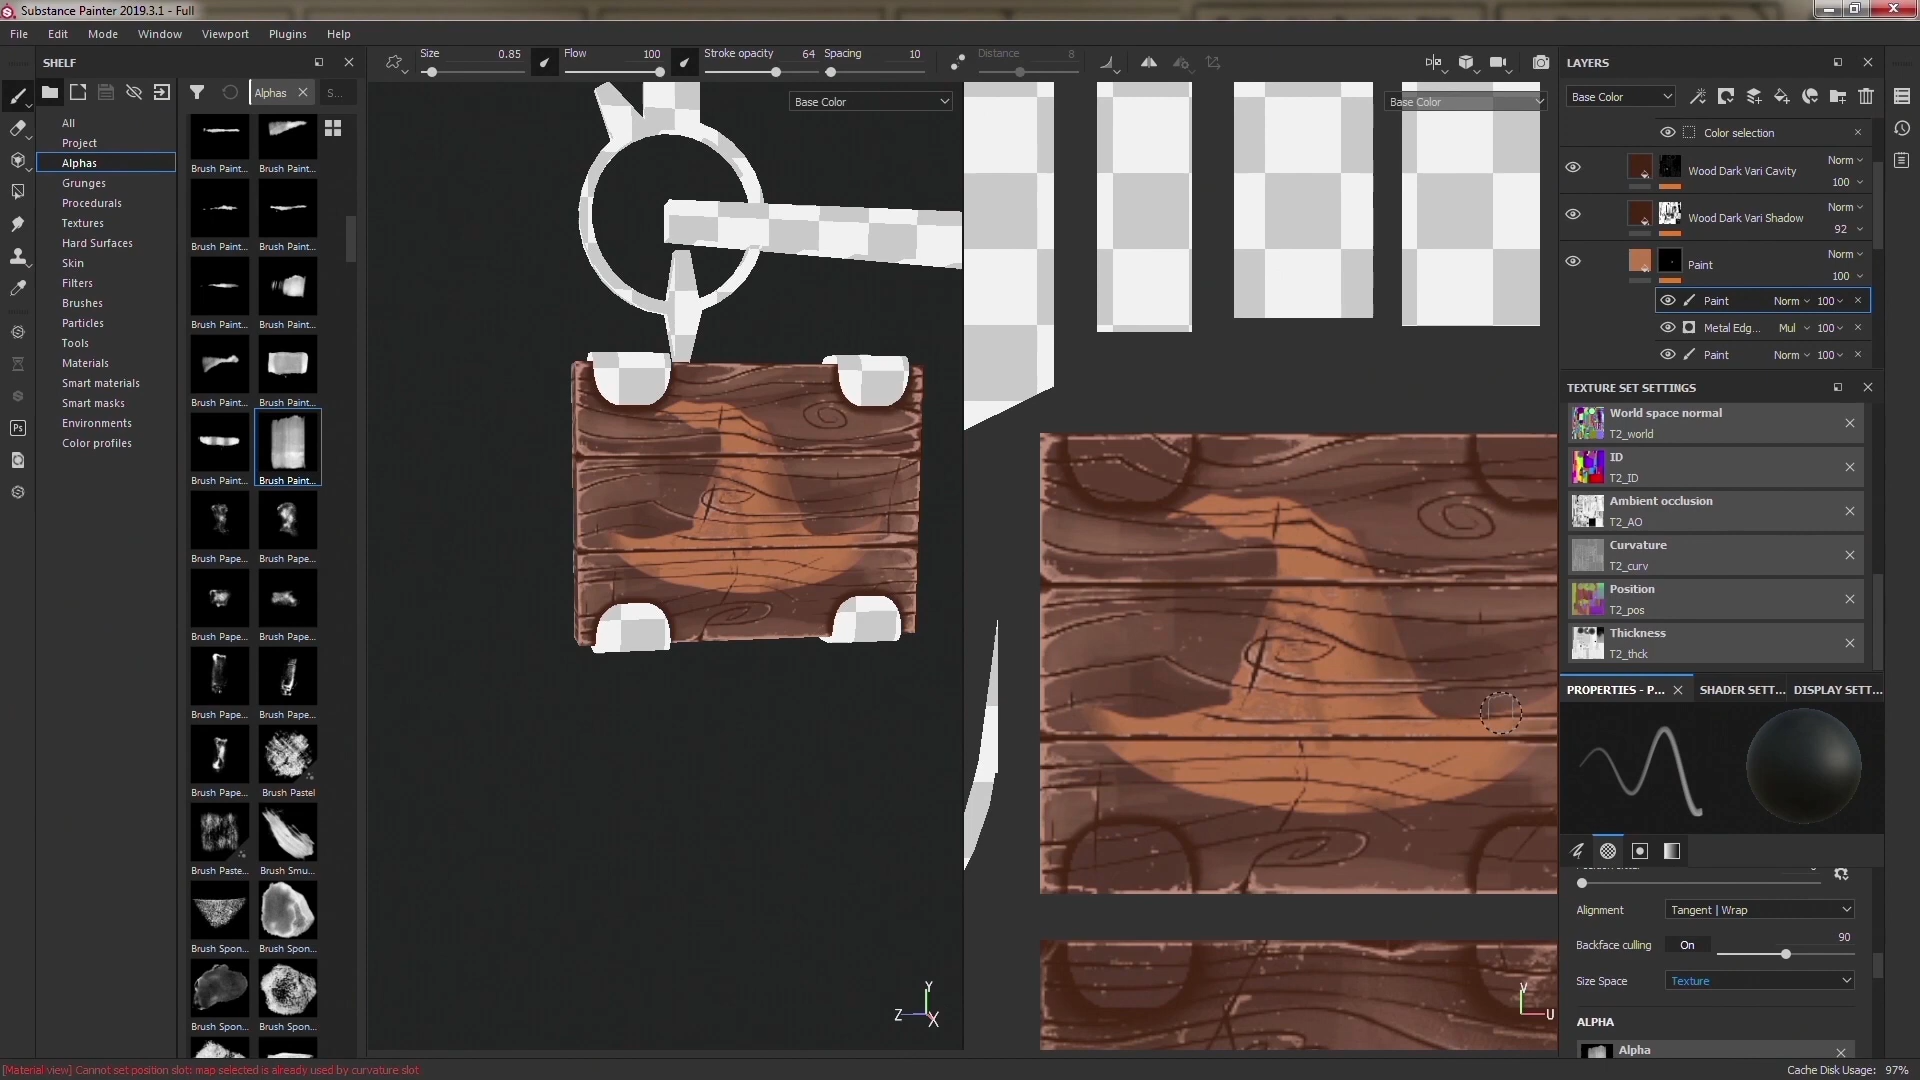 Substance Painter 2019.3.1 - Full
File Edit Mode Window Viewport Plugins Help
SHELF
Size 0.85 Flow 100 Stroke opacity 64 Spacing 10 Distance 8
Alphas S...
All
Project
Alphas
Grunges
Procedurals
Textures
Hard Surfaces
Skin
Filters
Brushes
Particles
Tools
Materials
Smart materials
Smart masks
Environments
Color profiles
Ps
Brush Paint... Brush Paint...
Brush Paint... Brush Paint...
Brush Paint... Brush Paint...
Brush Paint... Brush Paint...
Brush Paint... Brush Paint...
Brush Pape... Brush Pape...
Brush Pape... Brush Pape...
Brush Pape... Brush Pape...
Brush Pape... Brush Pastel
Brush Paste... Brush Smu...
Brush Spon... Brush Spon...
Brush Spon... Brush Spon...
Base Color
Base Color
Y
Z
X
V
U
LAYERS
Base Color
Color selection
Wood Dark Vari Cavity Norm 100
Wood Dark Vari Shadow Norm 92
Paint Norm 100
Paint Norm 100
Metal Edg... Mul 100
Paint Norm 100
TEXTURE SET SETTINGS
World space normal
T2_world
ID
T2_ID
Ambient occlusion
T2_AO
Curvature
T2_curv
Position
T2_pos
Thickness
T2_thck
PROPERTIES - P... SHADER SETT... DISPLAY SETT...
Alignment Tangent | Wrap
Backface culling On 90
Size Space Texture
ALPHA
Alpha
[Material view] Cannot set position slot: map selected is already used by curvature slot
Cache Disk Usage: 97%